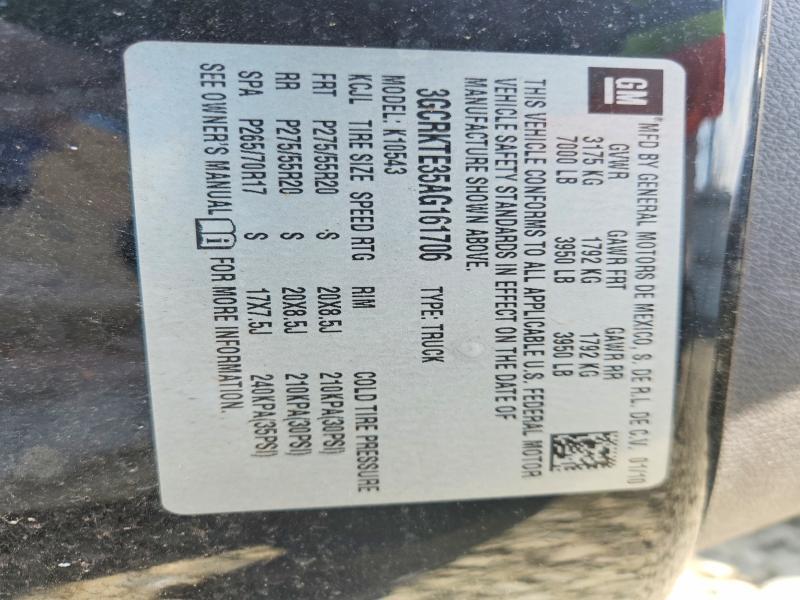 GM® MFD BY GENERAL MOTORS DE MEXICO, S. DE R.L. DE C.V. 01/10
GVWR GAWR FRT GAWR RR
3175 KG 1792 KG 1792 KG
7000 LB 3950 LB 3950 LB
THIS VEHICLE CONFORMS TO ALL APPLICABLE U.S. FEDERAL MOTOR
VEHICLE SAFETY STANDARDS IN EFFECT ON THE DATE OF
MANUFACTURE SHOWN ABOVE.
3GCRKTE35AG161706 TYPE: TRUCK
MODEL: K10543
KCJL TIRE SIZE SPEED RTG RIM COLD TIRE PRESSURE
FRT P275/55R20 S 20X8.5J 210KPA(30PSI)
RR P275/55R20 S 20X8.5J 210KPA(30PSI)
SPA P265/70R17 S 17X7.5J 240KPA(35PSI)
SEE OWNER'S MANUAL FOR MORE INFORMATION.